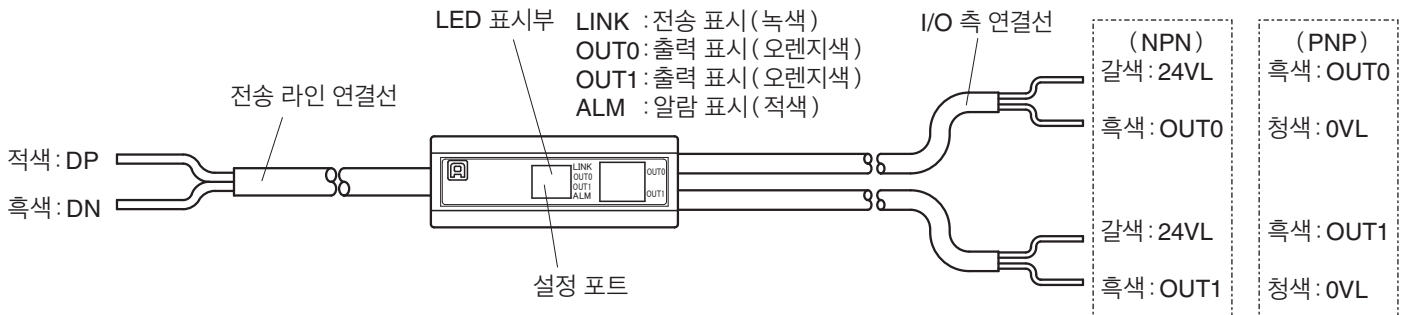 LED 표시부
LINK : 전송 표시(녹색)
OUT0 : 출력 표시(오렌지색)
OUT1 : 출력 표시(오렌지색)
ALM : 알람 표시(적색)
I/O 측 연결선
전송 라인 연결선
적색 : DP
흑색 : DN
LINK
OUT0
OUT1
ALM
OUT0
OUT1
설정 포트
(NPN)
갈색 : 24VL
흑색 : OUT0
갈색 : 24VL
흑색 : OUT1
(PNP)
흑색 : OUT0
청색 : 0VL
흑색 : OUT1
청색 : 0VL